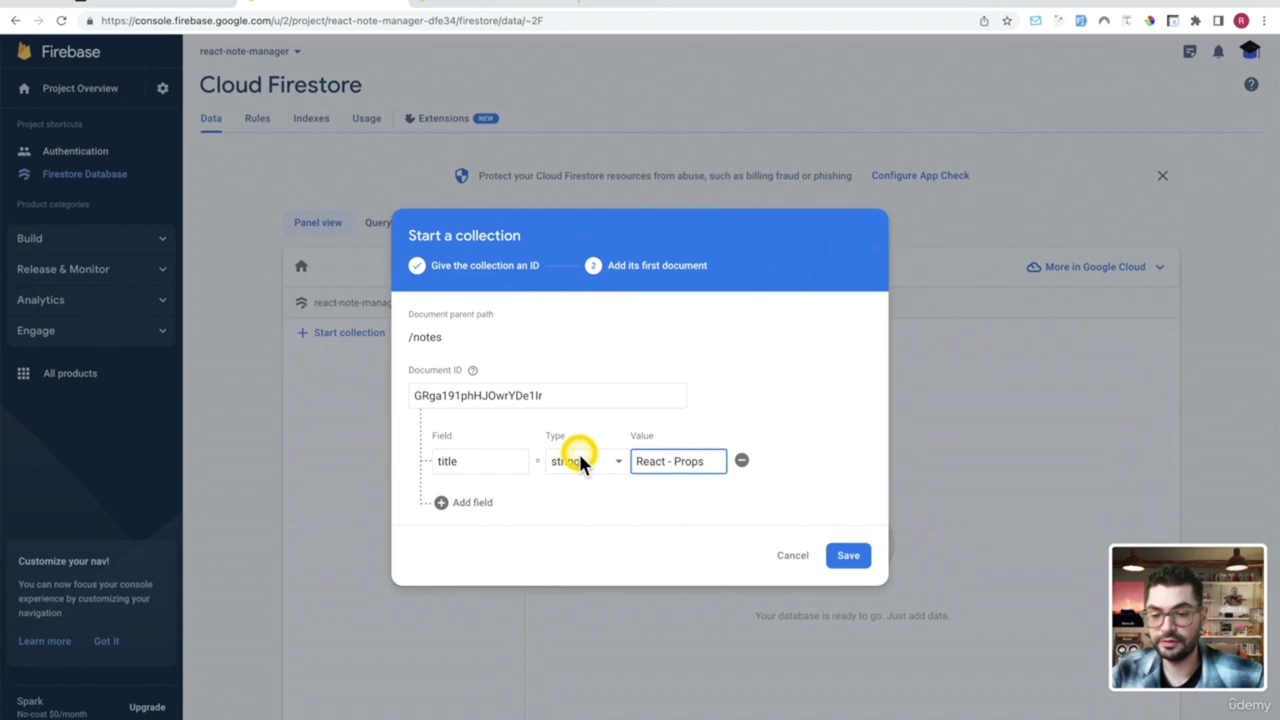 https://console.firebase.google.com/u/2/project/react-note-manager-dfe34/firestore/data/~2F
Firebase
react-note-manager
Project Overview
Cloud Firestore
Project shortcuts
Data Rules Indexes Usage Extensions NEW
Authentication
Firestore Database
Protect your Cloud Firestore resources from abuse, such as billing fraud or phishing Configure App Check
Product categories
Panel view Query
Build
Start a collection
Release & Monitor
Give the collection an ID 2 Add its first document
More in Google Cloud
Analytics
react-note-manag
Document parent path
Engage
Start collection
/notes
All products
Document ID
GRga191phHJOwrYDe1Ir
Field Type Value
title = React - Props
Add field
Cancel Save
Customize your nav!
You can now focus your console
experience by customizing your
navigation
Learn more Got it
Your database is ready to go. Just add data.
Spark
No-cost $0/month
Upgrade
ûdemy